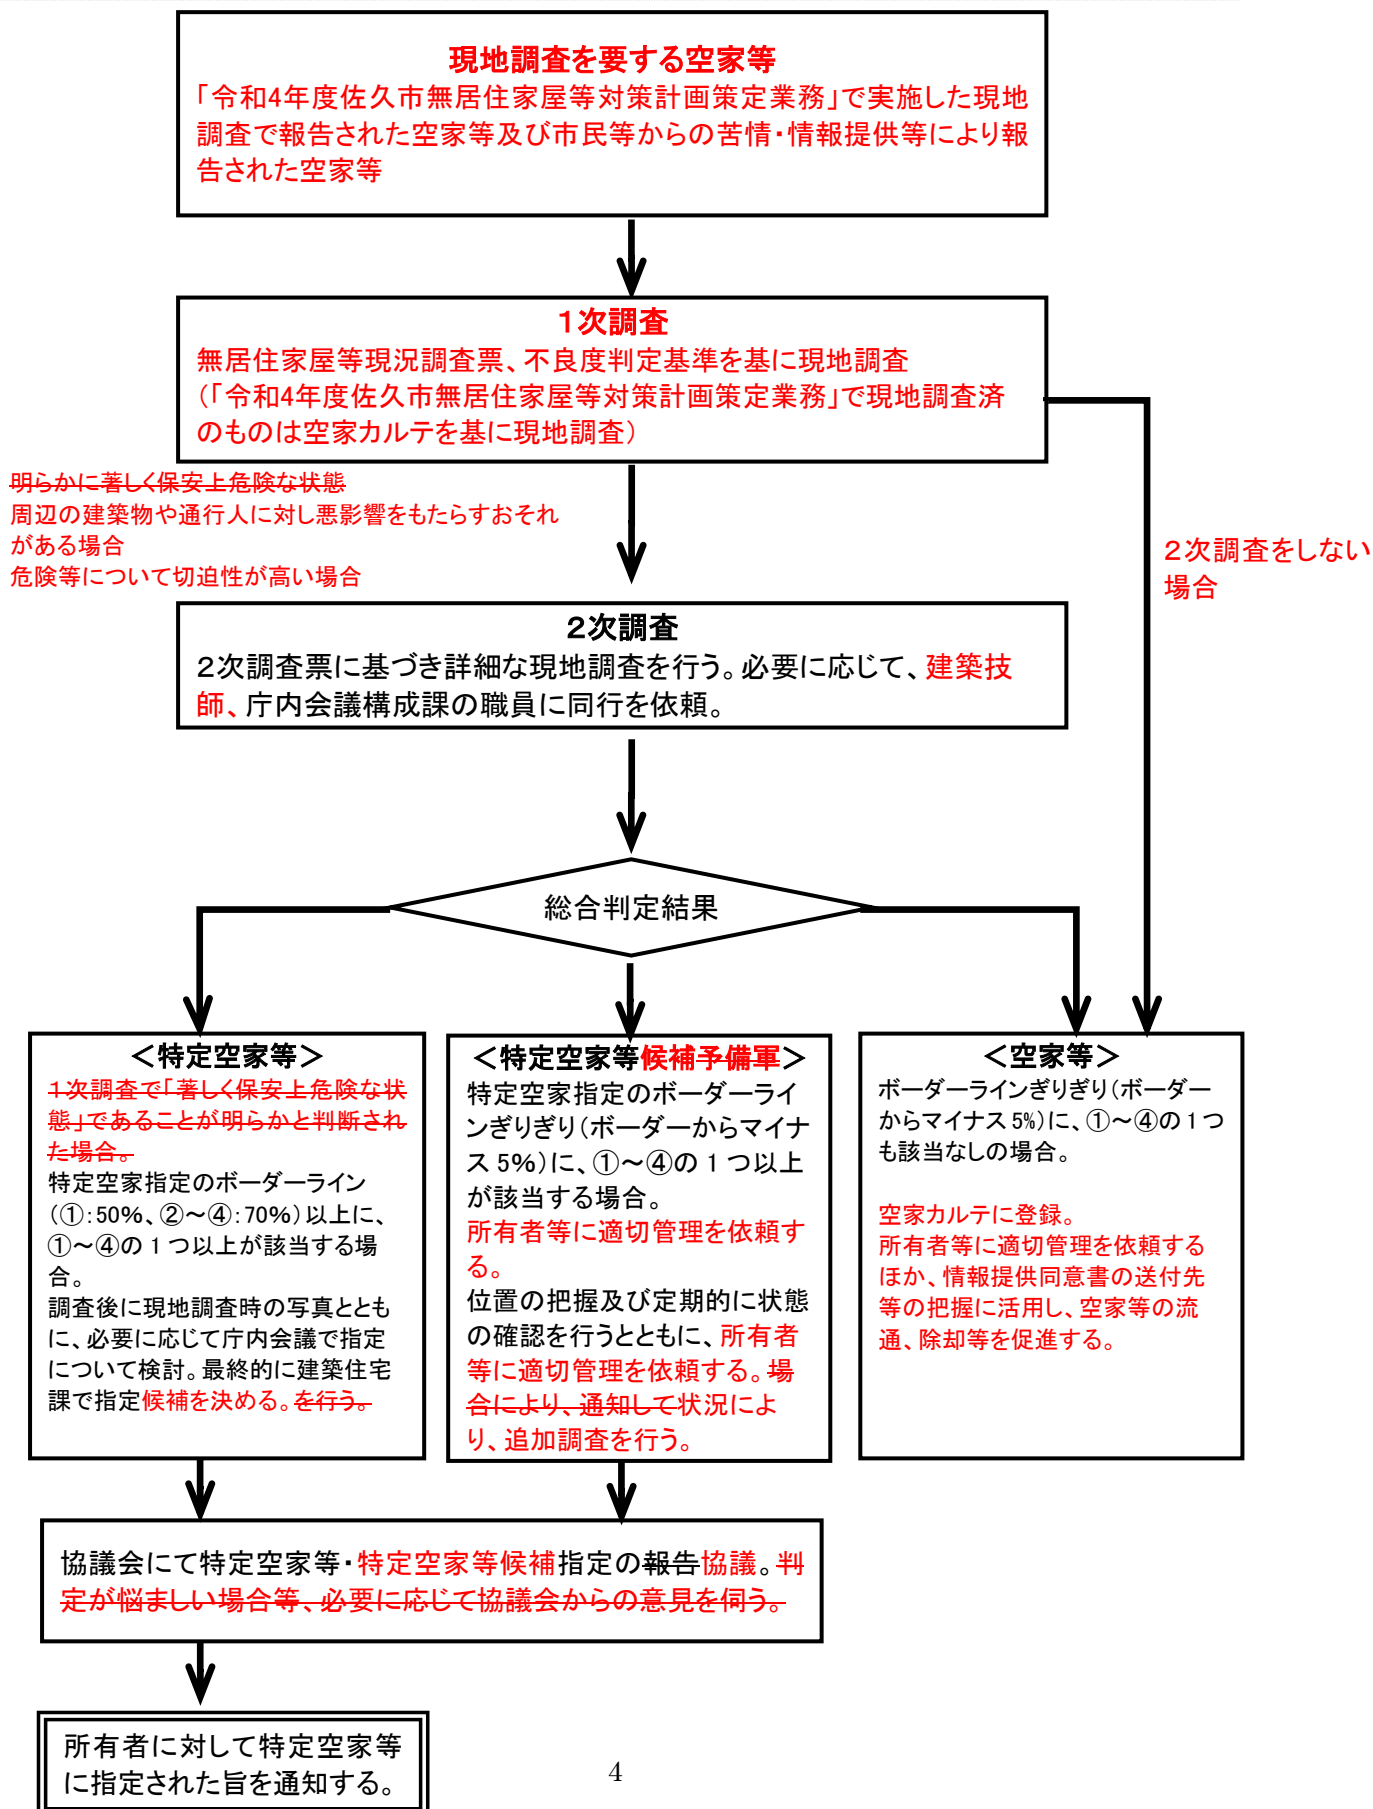 現地調査を要する空家等
「令和4年度佐久市無居住家屋等対策計画策定業務」で実施した現地
調査で報告された空家等及び市民等からの苦情・情報提供等により報
告された空家等
1次調査
無居住家屋等現況調査票、不良度判定基準を基に現地調査
（「令和4年度佐久市無居住家屋等対策計画策定業務」で現地調査済
のものは空家カルテを基に現地調査）
明らかに著しく保安上危険な状態
周辺の建築物や通行人に対し悪影響をもたらすおそれ
がある場合
危険等について切迫性が高い場合
２次調査をしない
場合
２次調査
２次調査票に基づき詳細な現地調査を行う。必要に応じて、建築技
師、庁内会議構成課の職員に同行を依頼。
総合判定結果
＜特定空家等＞
1次調査で「著しく保安上危険な状
態」であることが明らかと判断され
た場合。
特定空家指定のボーダーライン
（①：50％、②～④：70％）以上に、
①～④の 1 つ以上が該当する場
合。
調査後に現地調査時の写真ととも
に、必要に応じて庁内会議で指定
について検討。最終的に建築住宅
課で指定候補を決める。を行う。
＜特定空家等候補予備軍＞
特定空家指定のボーダーライ
ンぎりぎり（ボーダーからマイナ
ス 5％）に、①～④の 1 つ以上
が該当する場合。
所有者等に適切管理を依頼す
る。
位置の把握及び定期的に状態
の確認を行うとともに、所有者
等に適切管理を依頼する。場
合により、通知して状況によ
り、追加調査を行う。
＜空家等＞
ボーダーラインぎりぎり（ボーダー
からマイナス 5%）に、①～④の 1 つ
も該当なしの場合。
空家カルテに登録。
所有者等に適切管理を依頼する
ほか、情報提供同意書の送付先
等の把握に活用し、空家等の流
通、除却等を促進する。
協議会にて特定空家等・特定空家等候補指定の報告協議。判
定が悩ましい場合等、必要に応じて協議会からの意見を伺う。
所有者に対して特定空家等
に指定された旨を通知する。
4